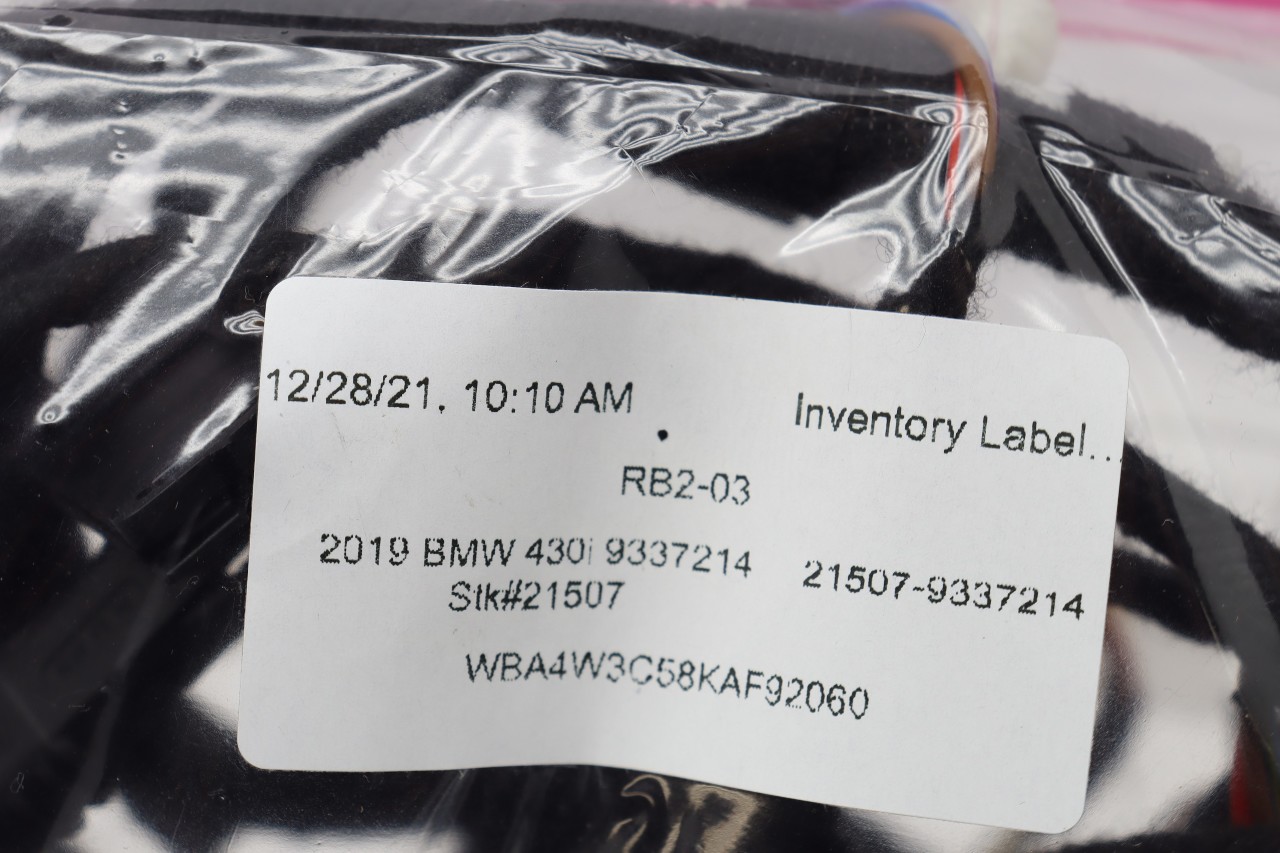 12/28/21, 10:10 AM Inventory Label...
RB2-03
2019 BMW 430i 9337214 21507-9337214
Stk#21507
WBA4W3C58KAF92060